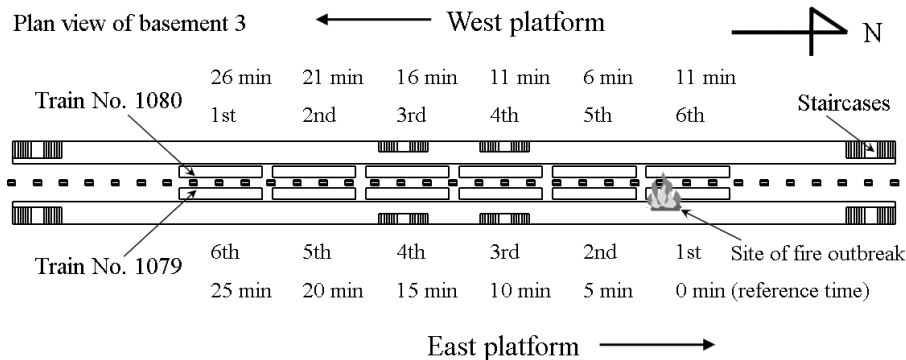 Plan view of basement 3
West platform
N
26 min 21 min 16 min 11 min 6 min 11 min
Train No. 1080
1st 2nd 3rd 4th 5th 6th
Staircases
Train No. 1079
6th 5th 4th 3rd 2nd 1st
Site of fire outbreak
25 min 20 min 15 min 10 min 5 min 0 min (reference time)
East platform